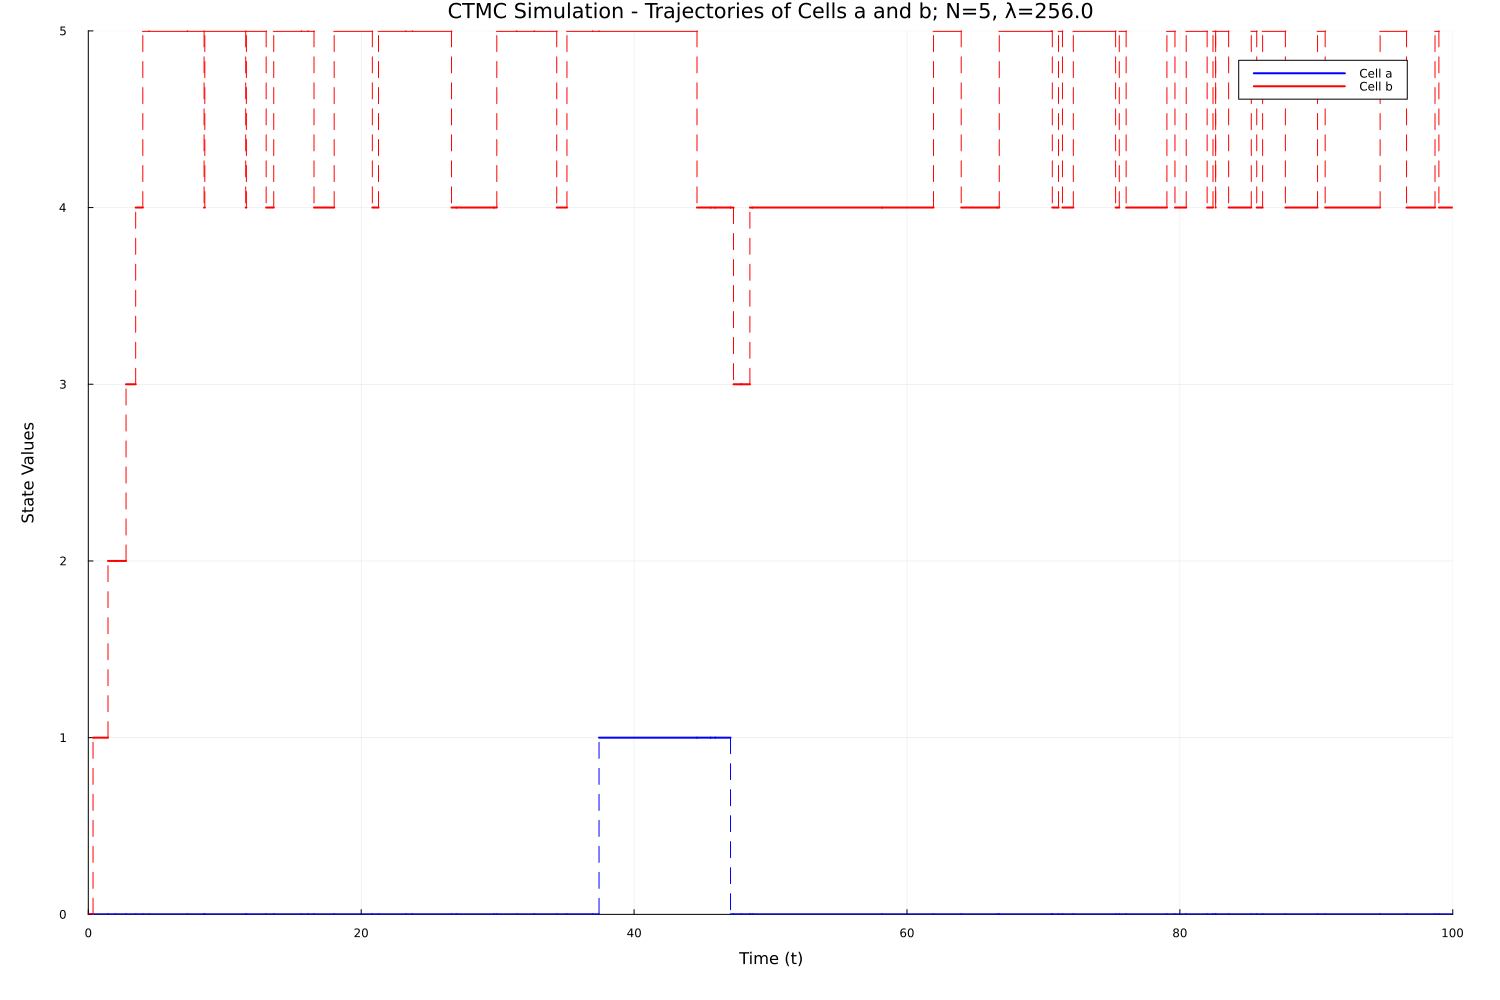 CTMC Simulation - Trajectories of Cells a and b; N=5, λ=256.0
5
Cell a
Cell b
4
3
State Values
2
1
0
0 20 40 60 80 100
Time (t)